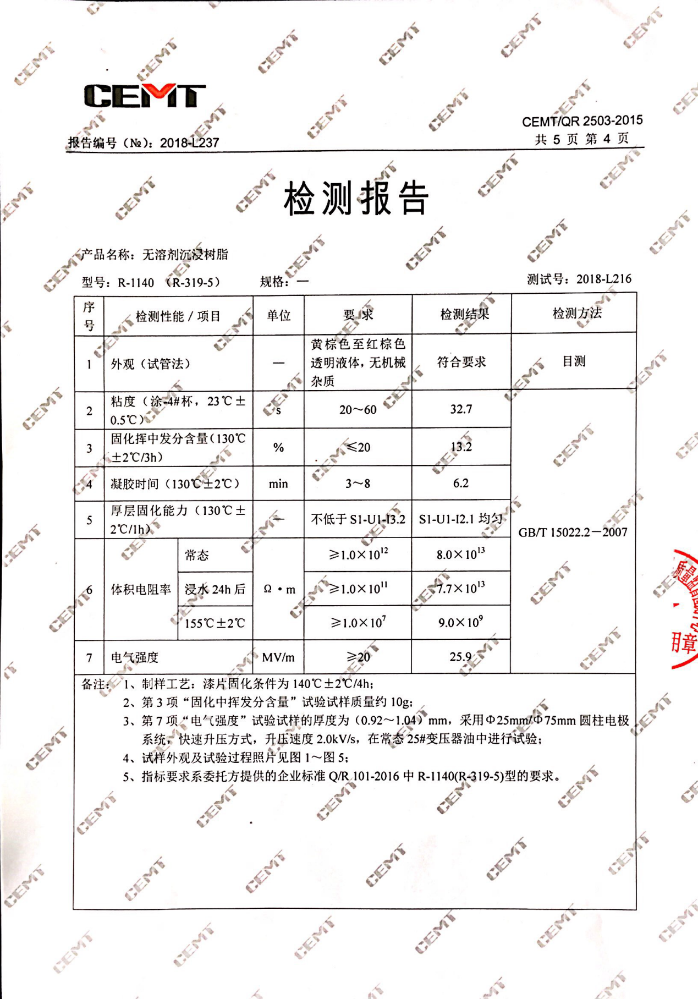 CEMT
CEMT/QR 2503-2015
报告编号（№）：2018-L237
共 5 页 第 4 页
检测报告
产品名称：无溶剂沉浸树脂
型号：R-1140 （R-319-5）
规格：—
测试号：2018-L216
序号
检测性能 / 项目
单位
要 求
检测结果
检测方法
1
外观（试管法）
—
黄棕色至红棕色
透明液体，无机械
杂质
符合要求
目测
2
粘度（涂-4#杯，23℃±
0.5℃）
s
20～60
32.7
3
固化挥中发分含量（130℃
±2℃/3h）
%
≤20
13.2
4
凝胶时间（130℃±2℃）
min
3～8
6.2
5
厚层固化能力（130℃±
2℃/1h）
—
不低于 S1-U1-I3.2
S1-U1-I2.1 均匀
GB/T 15022.2－2007
6
体积电阻率
常态
Ω·m
≥1.0×10¹²
8.0×10¹³
浸水 24h 后
≥1.0×10¹¹
7.7×10¹³
155℃±2℃
≥1.0×10⁷
9.0×10⁹
7
电气强度
MV/m
≥20
25.9
备注： 1、制样工艺：漆片固化条件为 140℃±2℃/4h；
2、第 3 项“固化中挥发分含量”试验试样质量约 10g；
3、第 7 项“电气强度”试验试样的厚度为（0.92～1.04）mm，采用Φ25mm/Φ75mm 圆柱电极
系统，快速升压方式，升压速度 2.0kV/s，在常态 25#变压器油中进行试验；
4、试样外观及试验过程照片见图 1～图 5；
5、指标要求系委托方提供的企业标准 Q/R 101-2016 中 R-1140(R-319-5)型的要求。
用章